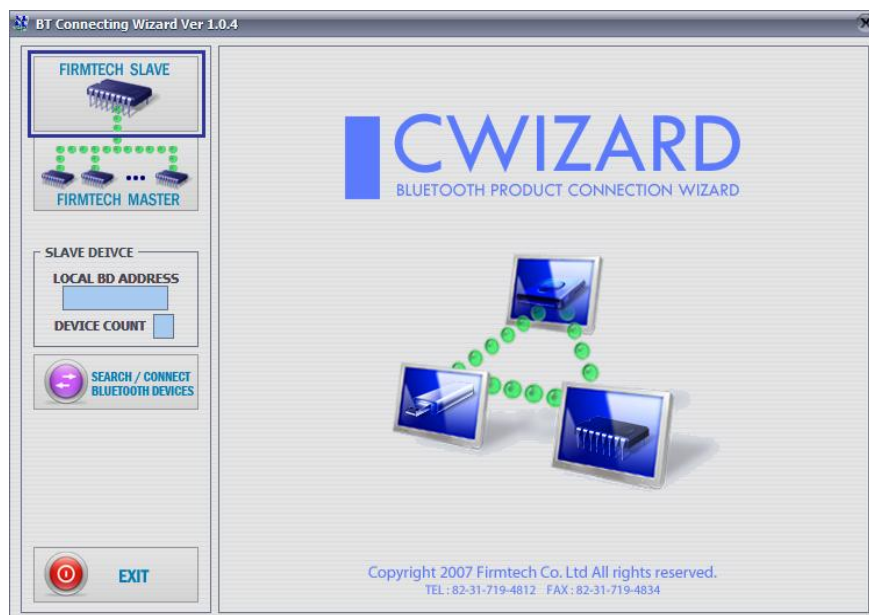 BT Connecting Wizard Ver 1.0.4
FIRMTECH SLAVE
FIRMTECH MASTER
SLAVE DEIVCE
LOCAL BD ADDRESS
DEVICE COUNT
SEARCH / CONNECT
BLUETOOTH DEVICES
EXIT
CWIZARD
BLUETOOTH PRODUCT CONNECTION WIZARD
Copyright 2007 Firmtech Co. Ltd All rights reserved.
TEL : 82-31-719-4812 FAX : 82-31-719-4834